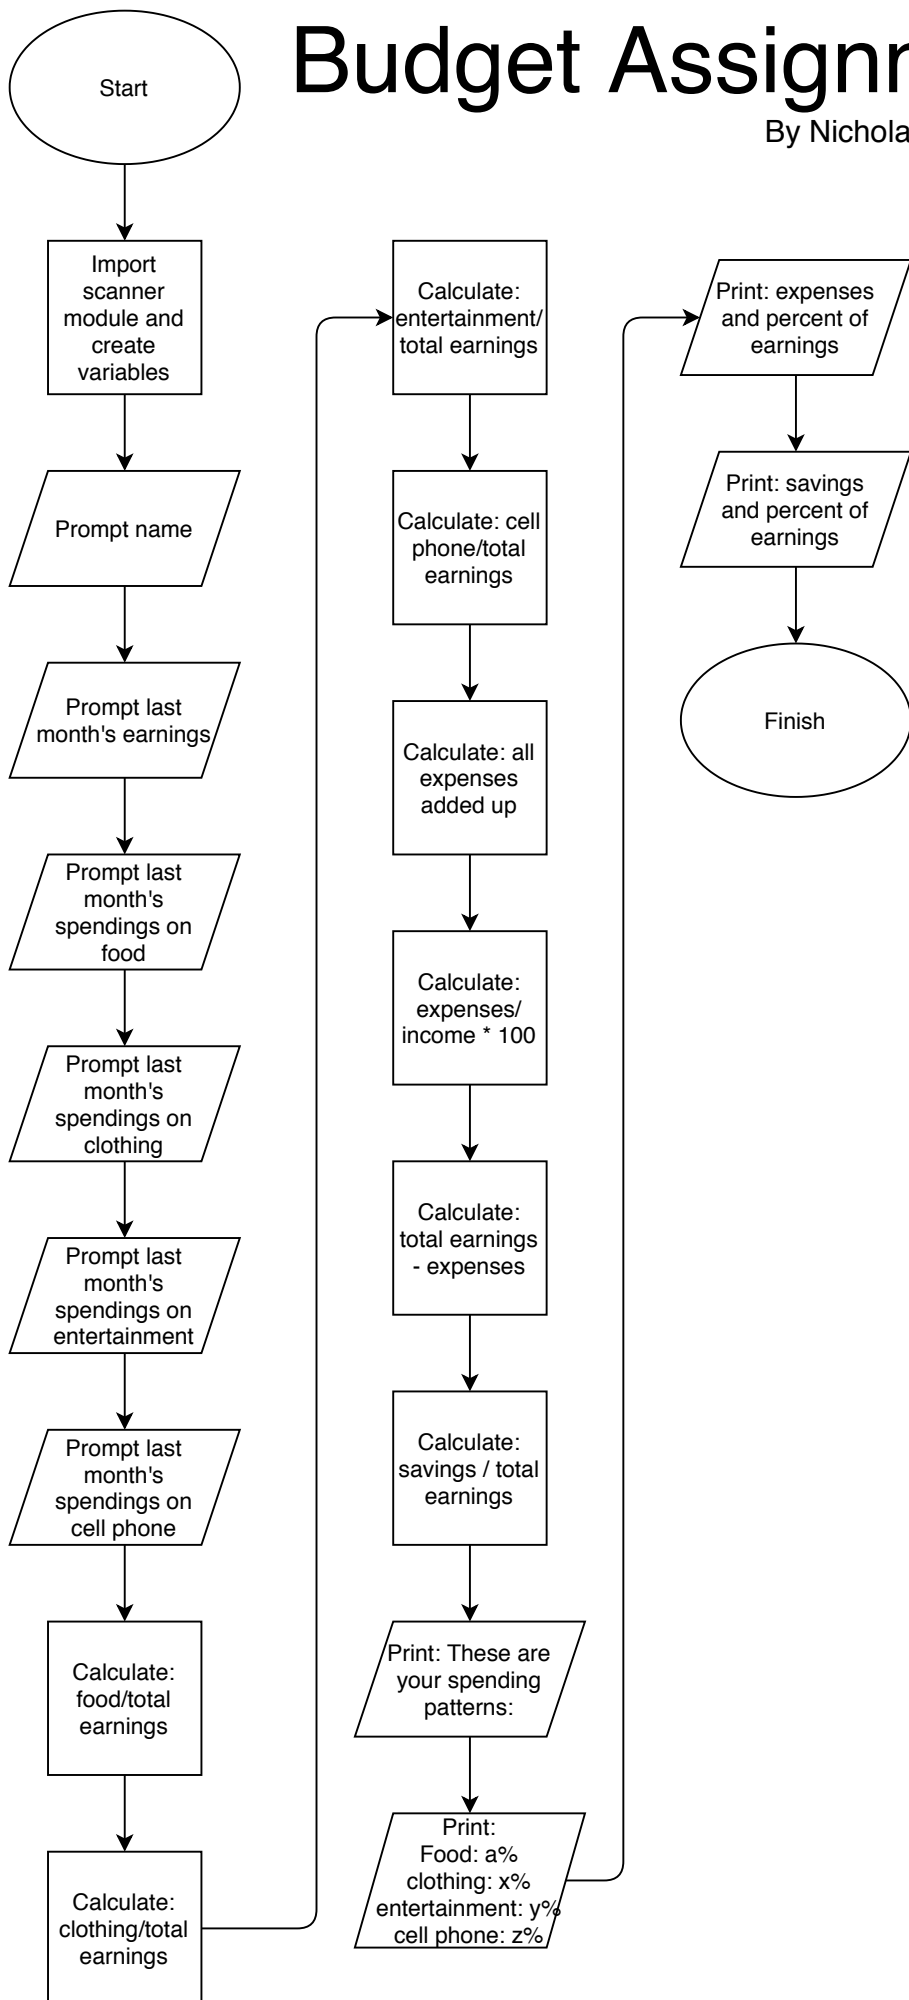 Budget Assignm
By Nichola
Start
Import
scanner
module and
create
variables
Prompt name
Prompt last
month's earnings
Prompt last
month's
spendings on
food
Prompt last
month's
spendings on
clothing
Prompt last
month's
spendings on
entertainment
Prompt last
month's
spendings on
cell phone
Calculate:
food/total
earnings
Calculate:
clothing/total
earnings
Calculate:
entertainment/
total earnings
Calculate: cell
phone/total
earnings
Calculate: all
expenses
added up
Calculate:
expenses/
income * 100
Calculate:
total earnings
- expenses
Calculate:
savings / total
earnings
Print: These are
your spending
patterns:
Print:
Food: a%
clothing: x%
entertainment: y%
cell phone: z%
Print: expenses
and percent of
earnings
Print: savings
and percent of
earnings
Finish